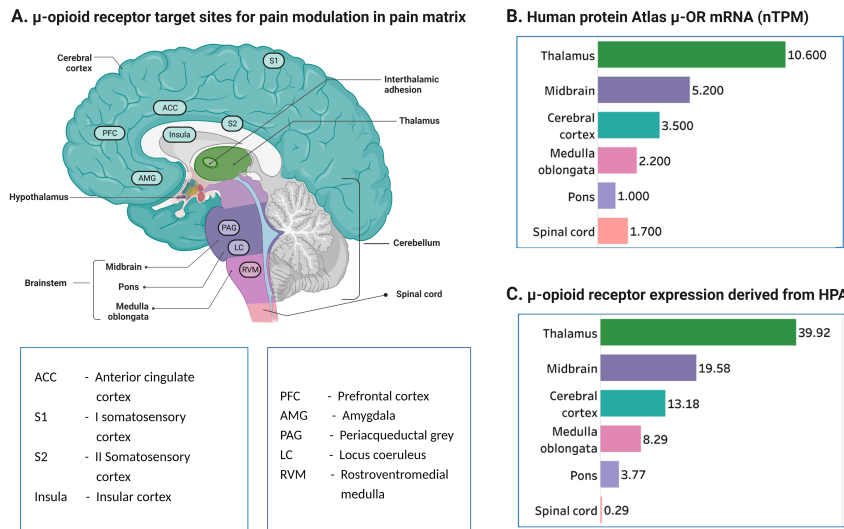 A. μ-opioid receptor target sites for pain modulation in pain matrix
Cerebral
cortex
S1
Interthalamic
adhesion
ACC
S2
Thalamus
PFC
Insula
AMG
Hypothalamus
PAG
LC
Cerebellum
RVM
Midbrain
Brainstem
Pons
Medulla
oblongata
Spinal cord
ACC - Anterior cingulate
cortex
S1 - I somatosensory
cortex
S2 - II Somatosensory
cortex
Insula - Insular cortex
PFC - Prefrontal cortex
AMG - Amygdala
PAG - Periacqueductal grey
LC - Locus coeruleus
RVM - Rostroventromedial
medulla
B. Human protein Atlas μ-OR mRNA (nTPM)
Thalamus 10.600
Midbrain 5.200
Cerebral
cortex 3.500
Medulla
oblongata 2.200
Pons 1.000
Spinal cord 1.700
C. μ-opioid receptor expression derived from HPA
Thalamus 39.92
Midbrain 19.58
Cerebral
cortex 13.18
Medulla
oblongata 8.29
Pons 3.77
Spinal cord 0.29